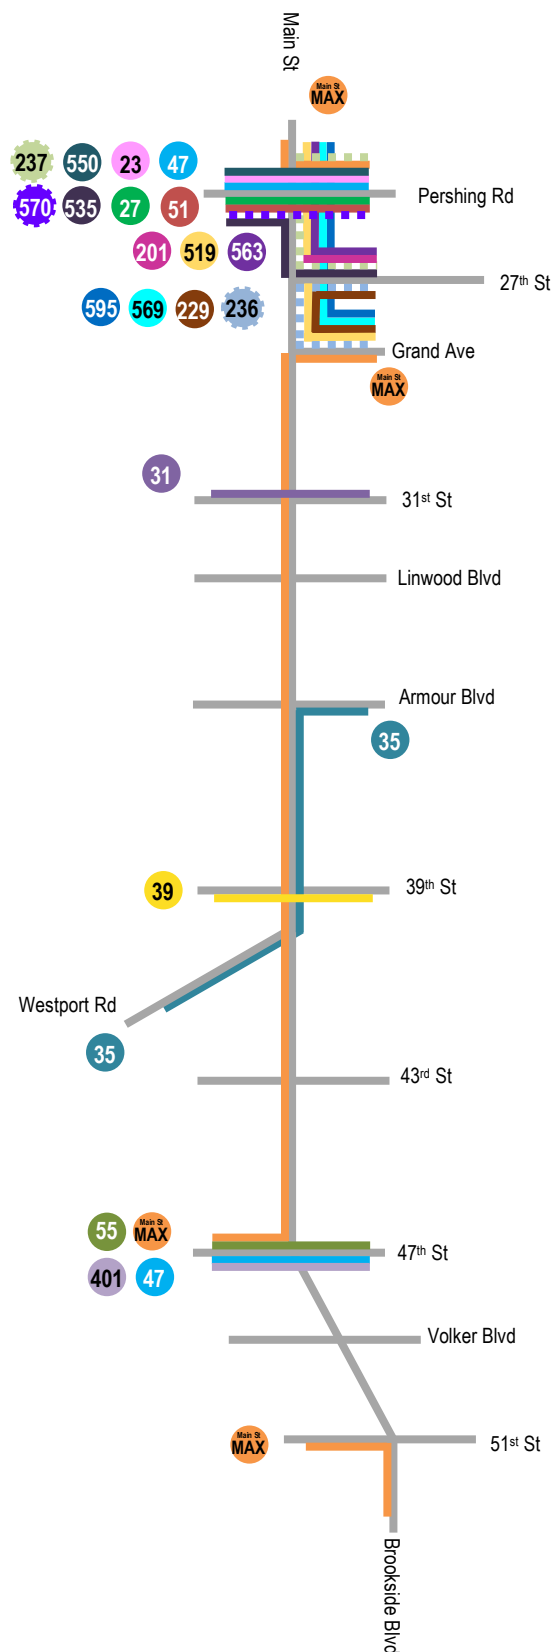 Main St
Main St
MAX
237 550 23 47
Pershing Rd
570 535 27 51
201 519 563
27th St
595 569 229 236
Grand Ave
Main St
MAX
31
31st St
Linwood Blvd
Armour Blvd
35
39
39th St
Westport Rd
35
43rd St
55 Main St
MAX
47th St
401 47
Volker Blvd
Main St
MAX
51st St
Brookside Blvd